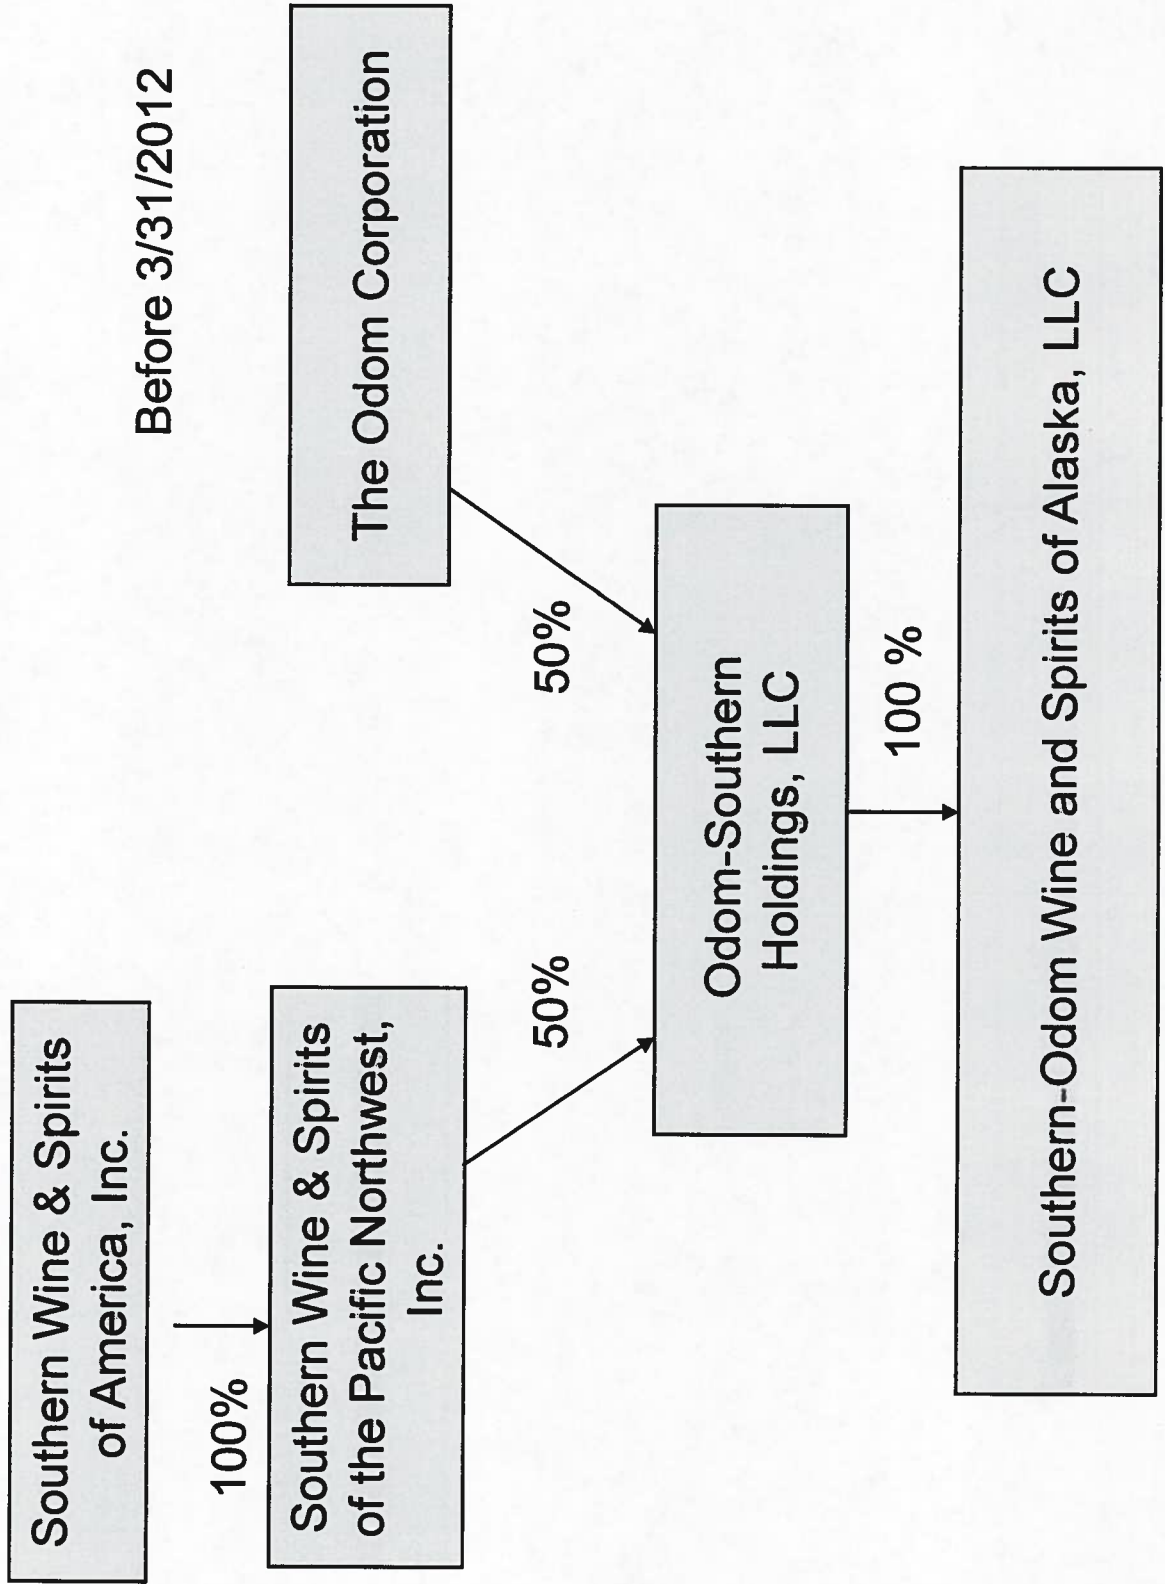 Before 3/31/2012
Southern Wine & Spirits
of America, Inc.
100%
Southern Wine & Spirits
of the Pacific Northwest,
Inc.
The Odom Corporation
50%
50%
Odom-Southern
Holdings, LLC
100 %
Southern-Odom Wine and Spirits of Alaska, LLC